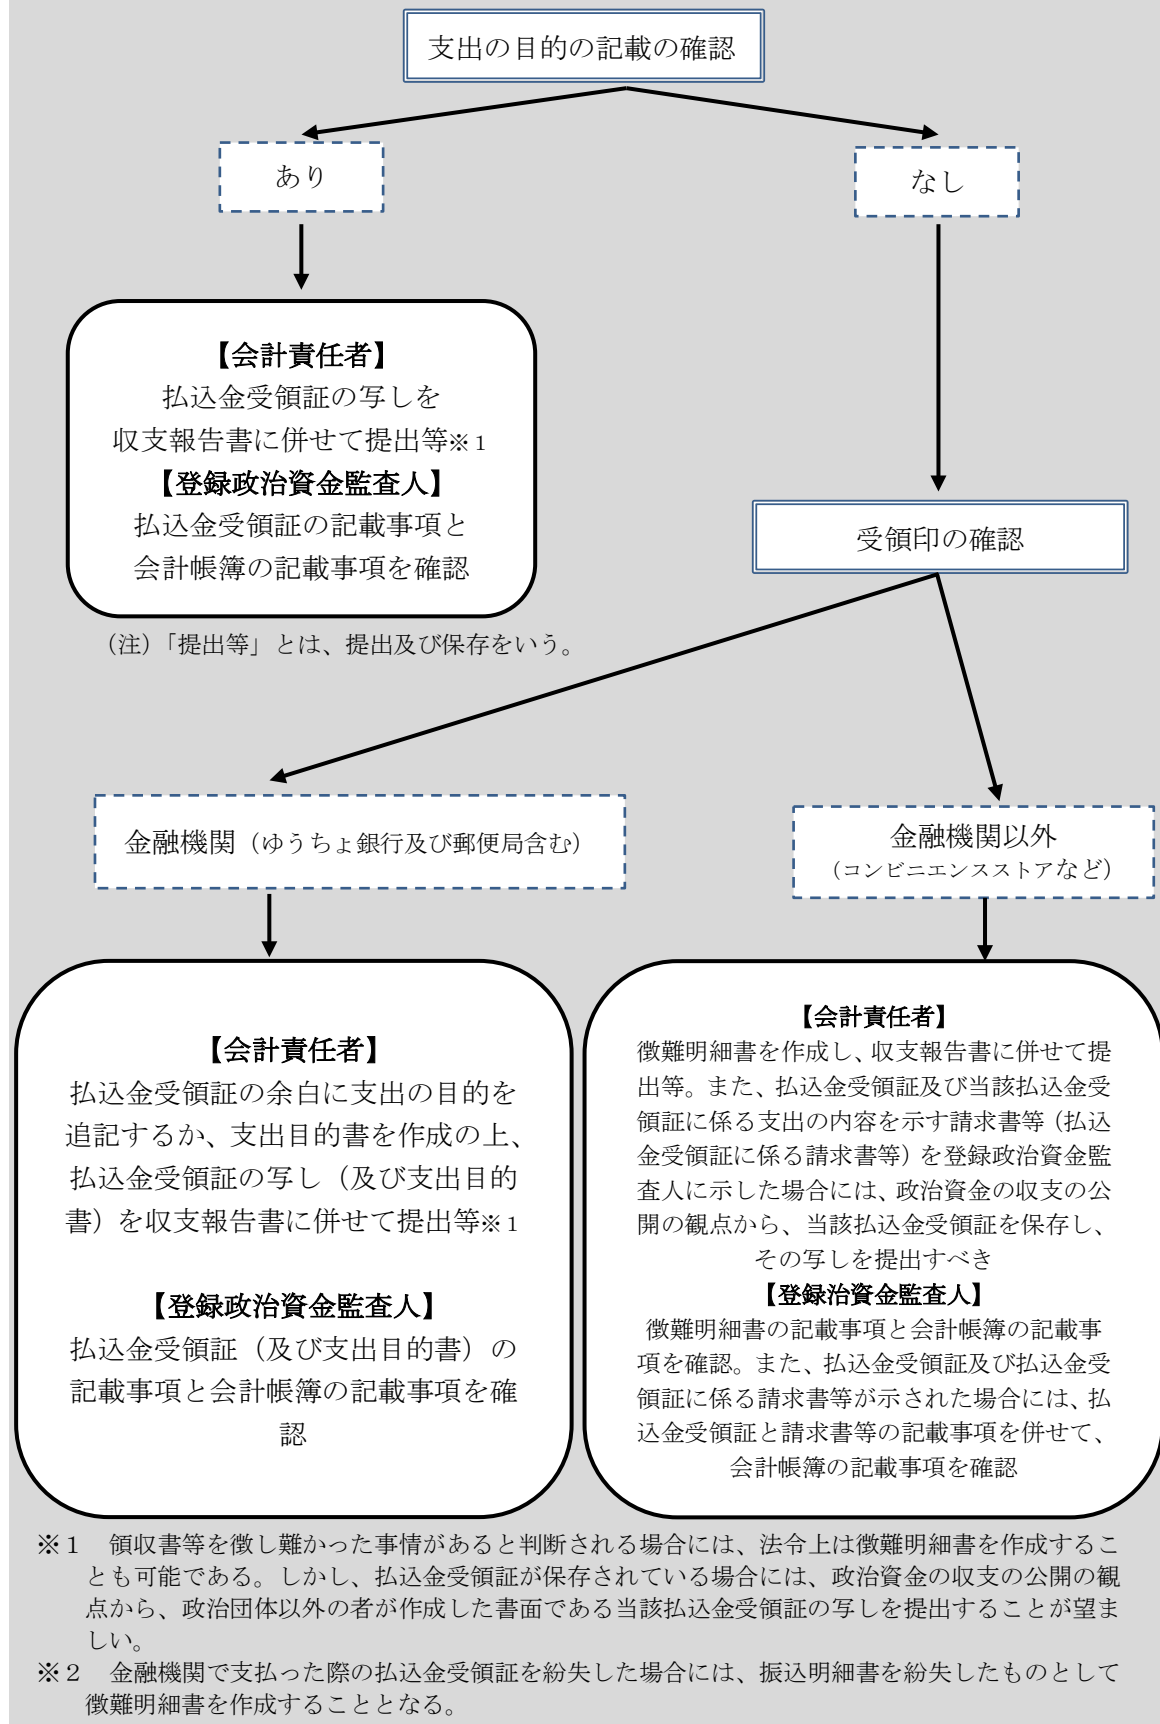 支出の目的の記載の確認
あり
なし
【会計責任者】
払込金受領証の写しを
収支報告書に併せて提出等※1
【登録政治資金監査人】
払込金受領証の記載事項と
会計帳簿の記載事項を確認
（注）「提出等」とは、提出及び保存をいう。
受領印の確認
金融機関（ゆうちょ銀行及び郵便局含む）
金融機関以外
（コンビニエンスストアなど）
【会計責任者】
払込金受領証の余白に支出の目的を
追記するか、支出目的書を作成の上、
払込金受領証の写し（及び支出目的
書）を収支報告書に併せて提出等※1
【登録政治資金監査人】
払込金受領証（及び支出目的書）の
記載事項と会計帳簿の記載事項を確
認
【会計責任者】
徴難明細書を作成し、収支報告書に併せて提
出等。また、払込金受領証及び当該払込金受
領証に係る支出の内容を示す請求書等（払込
金受領証に係る請求書等）を登録政治資金監
査人に示した場合には、政治資金の収支の公
開の観点から、当該払込金受領証を保存し、
その写しを提出すべき
【登録治資金監査人】
徴難明細書の記載事項と会計帳簿の記載事
項を確認。また、払込金受領証及び払込金受
領証に係る請求書等が示された場合には、払
込金受領証と請求書等の記載事項を併せて、
会計帳簿の記載事項を確認
※１　領収書等を徴し難かった事情があると判断される場合には、法令上は徴難明細書を作成するこ
とも可能である。しかし、払込金受領証が保存されている場合には、政治資金の収支の公開の観
点から、政治団体以外の者が作成した書面である当該払込金受領証の写しを提出することが望ま
しい。
※２　金融機関で支払った際の払込金受領証を紛失した場合には、振込明細書を紛失したものとして
徴難明細書を作成することとなる。